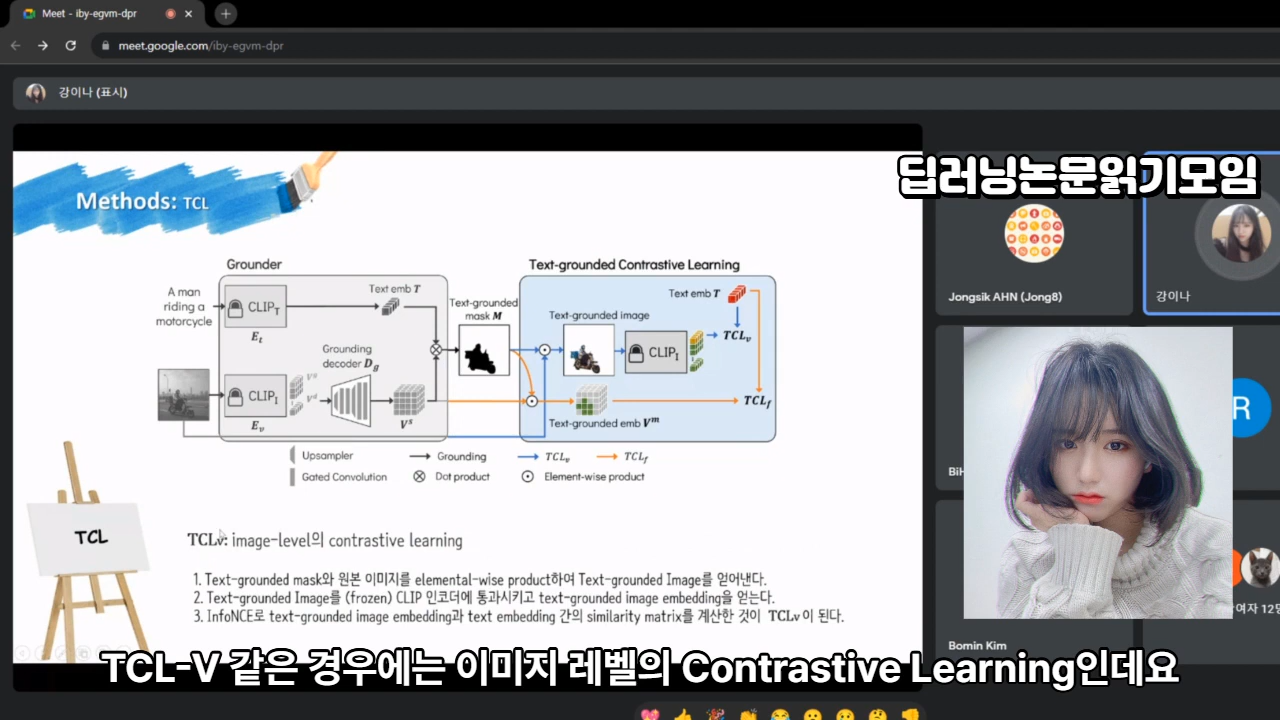 Meet - iby-egvm-dpr
meet.google.com/iby-egvm-dpr
강이나 (표시)
딥러닝논문읽기모임
Methods: TCL
Grounder
Text-grounded Contrastive Learning
A man
riding a
motorcycle
CLIP_T
E_t
Text emb T
Text-grounded
mask M
Text emb T
Text-grounded image
TCL_v
CLIP_I
Grounding
decoder D_g
CLIP_I
E_v
V^s
TCL_f
Text-grounded emb V^m
Upsampler
Grounding
TCL_v
TCL_f
Gated Convolution
Dot product
Element-wise product
TCL
TCLv: image-level의 contrastive learning
1. Text-grounded mask와 원본 이미지를 elemental-wise product하여 Text-grounded Image를 얻어낸다.
2. Text-grounded Image를 (frozen) CLIP 인코더에 통과시키고 text-grounded image embedding을 얻는다.
3. InfoNCE로 text-grounded image embedding과 text embedding 간의 similarity matrix를 계산한 것이 TCLv 이 된다.
Jongsik AHN (Jong8)
강이나
R
BiH
여자 12명
Bomin Kim
TCL-V 같은 경우에는 이미지 레벨의 Contrastive Learning인데요